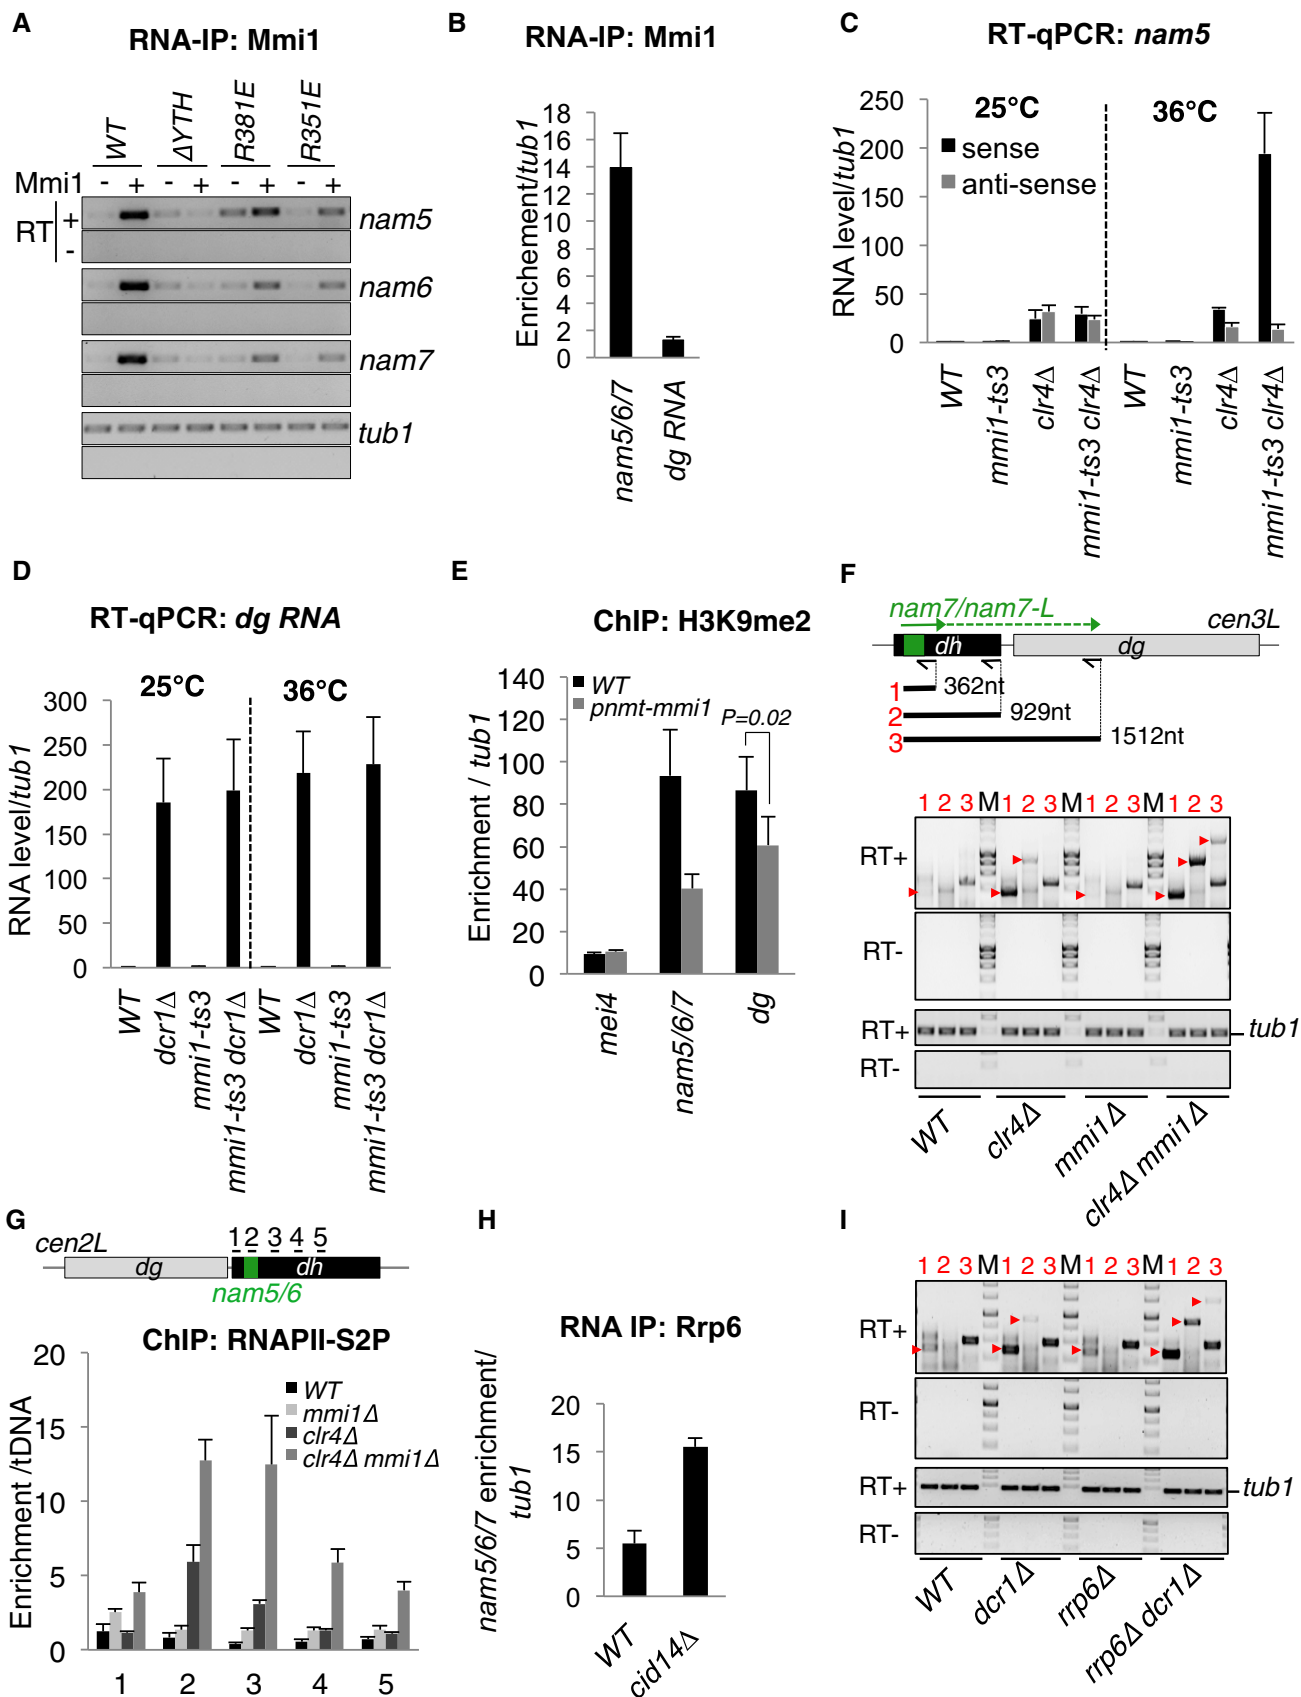 A
RNA-IP: Mmi1
WT
ΔYTH
R381E
R351E
Mmi1 - + - + - + - +
RT
+
-
nam5
nam6
nam7
tub1
B
RNA-IP: Mmi1
Enrichement/tub1
18
16
14
12
10
8
6
4
2
0
nam5/6/7
dg RNA
C
RT-qPCR: nam5
RNA level/tub1
250
200
150
100
50
0
25°C
36°C
sense
anti-sense
WT
mmi1-ts3
clr4Δ
mmi1-ts3 clr4Δ
WT
mmi1-ts3
clr4Δ
mmi1-ts3 clr4Δ
D
RT-qPCR: dg RNA
RNA level/tub1
25°C
36°C
300
250
200
150
100
50
0
WT
dcr1Δ
mmi1-ts3
mmi1-ts3 dcr1Δ
WT
dcr1Δ
mmi1-ts3
mmi1-ts3 dcr1Δ
E
ChIP: H3K9me2
Enrichment / tub1
140
120
100
80
60
40
20
0
WT
pnmt-mmi1
P=0.02
mei4
nam5/6/7
dg
F
nam7/nam7-L
cen3L
dh
dg
1
362nt
2
929nt
3
1512nt
1 2 3 M 1 2 3 M 1 2 3 M 1 2 3
RT+
RT-
RT+
tub1
RT-
WT
clr4Δ
mmi1Δ
clr4Δ mmi1Δ
G
1 2 3 4 5
cen2L
dg
dh
nam5/6
ChIP: RNAPII-S2P
Enrichment /tDNA
20
15
10
5
0
WT
mmi1Δ
clr4Δ
clr4Δ mmi1Δ
1 2 3 4 5
H
RNA IP: Rrp6
nam5/6/7 enrichment/
tub1
20
15
10
5
0
WT
cid14Δ
I
1 2 3 M 1 2 3 M 1 2 3 M 1 2 3
RT+
RT-
RT+
tub1
RT-
WT
dcr1Δ
rrp6Δ
rrp6Δ dcr1Δ